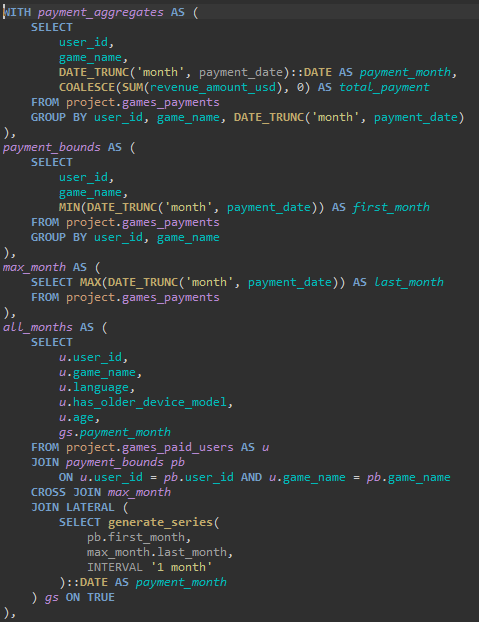 WITH payment_aggregates AS (
    SELECT
        user_id,
        game_name,
        DATE_TRUNC('month', payment_date)::DATE AS payment_month,
        COALESCE(SUM(revenue_amount_usd), 0) AS total_payment
    FROM project.games_payments
    GROUP BY user_id, game_name, DATE_TRUNC('month', payment_date)
),
payment_bounds AS (
    SELECT
        user_id,
        game_name,
        MIN(DATE_TRUNC('month', payment_date)) AS first_month
    FROM project.games_payments
    GROUP BY user_id, game_name
),
max_month AS (
    SELECT MAX(DATE_TRUNC('month', payment_date)) AS last_month
    FROM project.games_payments
),
all_months AS (
    SELECT
        u.user_id,
        u.game_name,
        u.language,
        u.has_older_device_model,
        u.age,
        gs.payment_month
    FROM project.games_paid_users AS u
    JOIN payment_bounds pb
        ON u.user_id = pb.user_id AND u.game_name = pb.game_name
    CROSS JOIN max_month
    JOIN LATERAL (
        SELECT generate_series(
            pb.first_month,
            max_month.last_month,
            INTERVAL '1 month'
        )::DATE AS payment_month
    ) gs ON TRUE
),